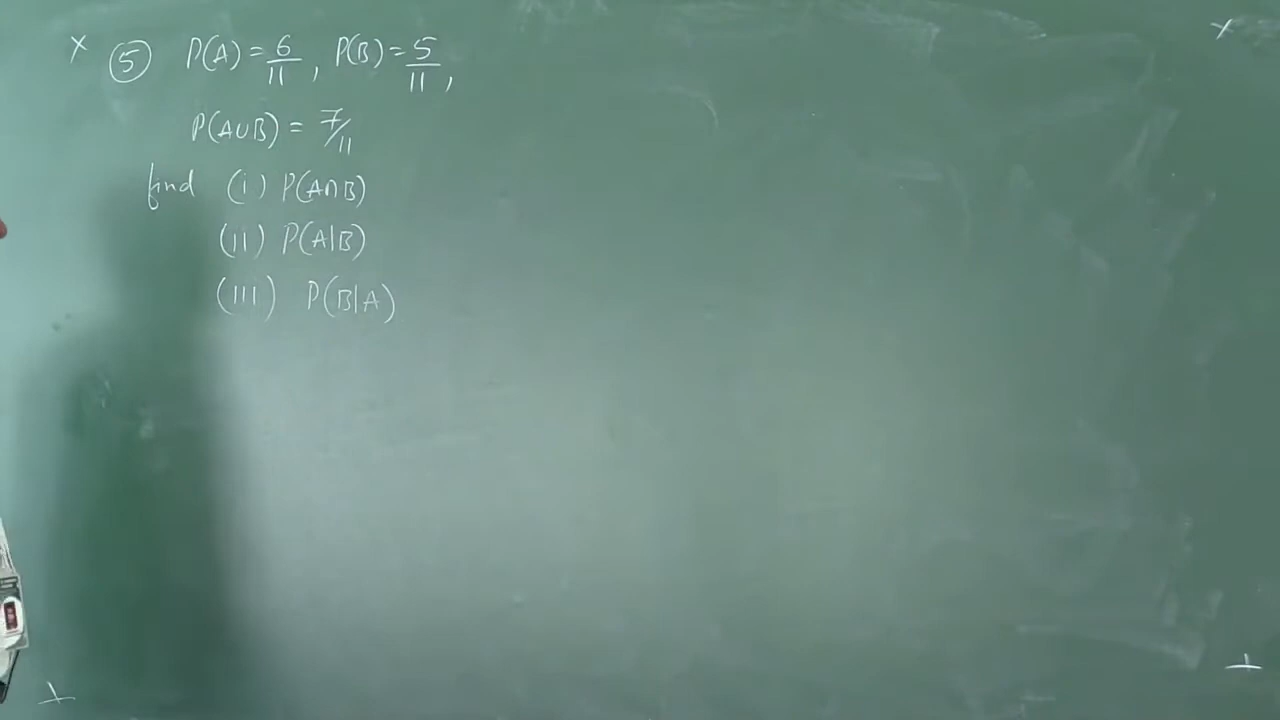 ⑤ P(A) = 6/11, P(B) = 5/11,
P(A∪B) = 7/11
find (i) P(A∩B)
(ii) P(A|B)
(iii) P(B|A)